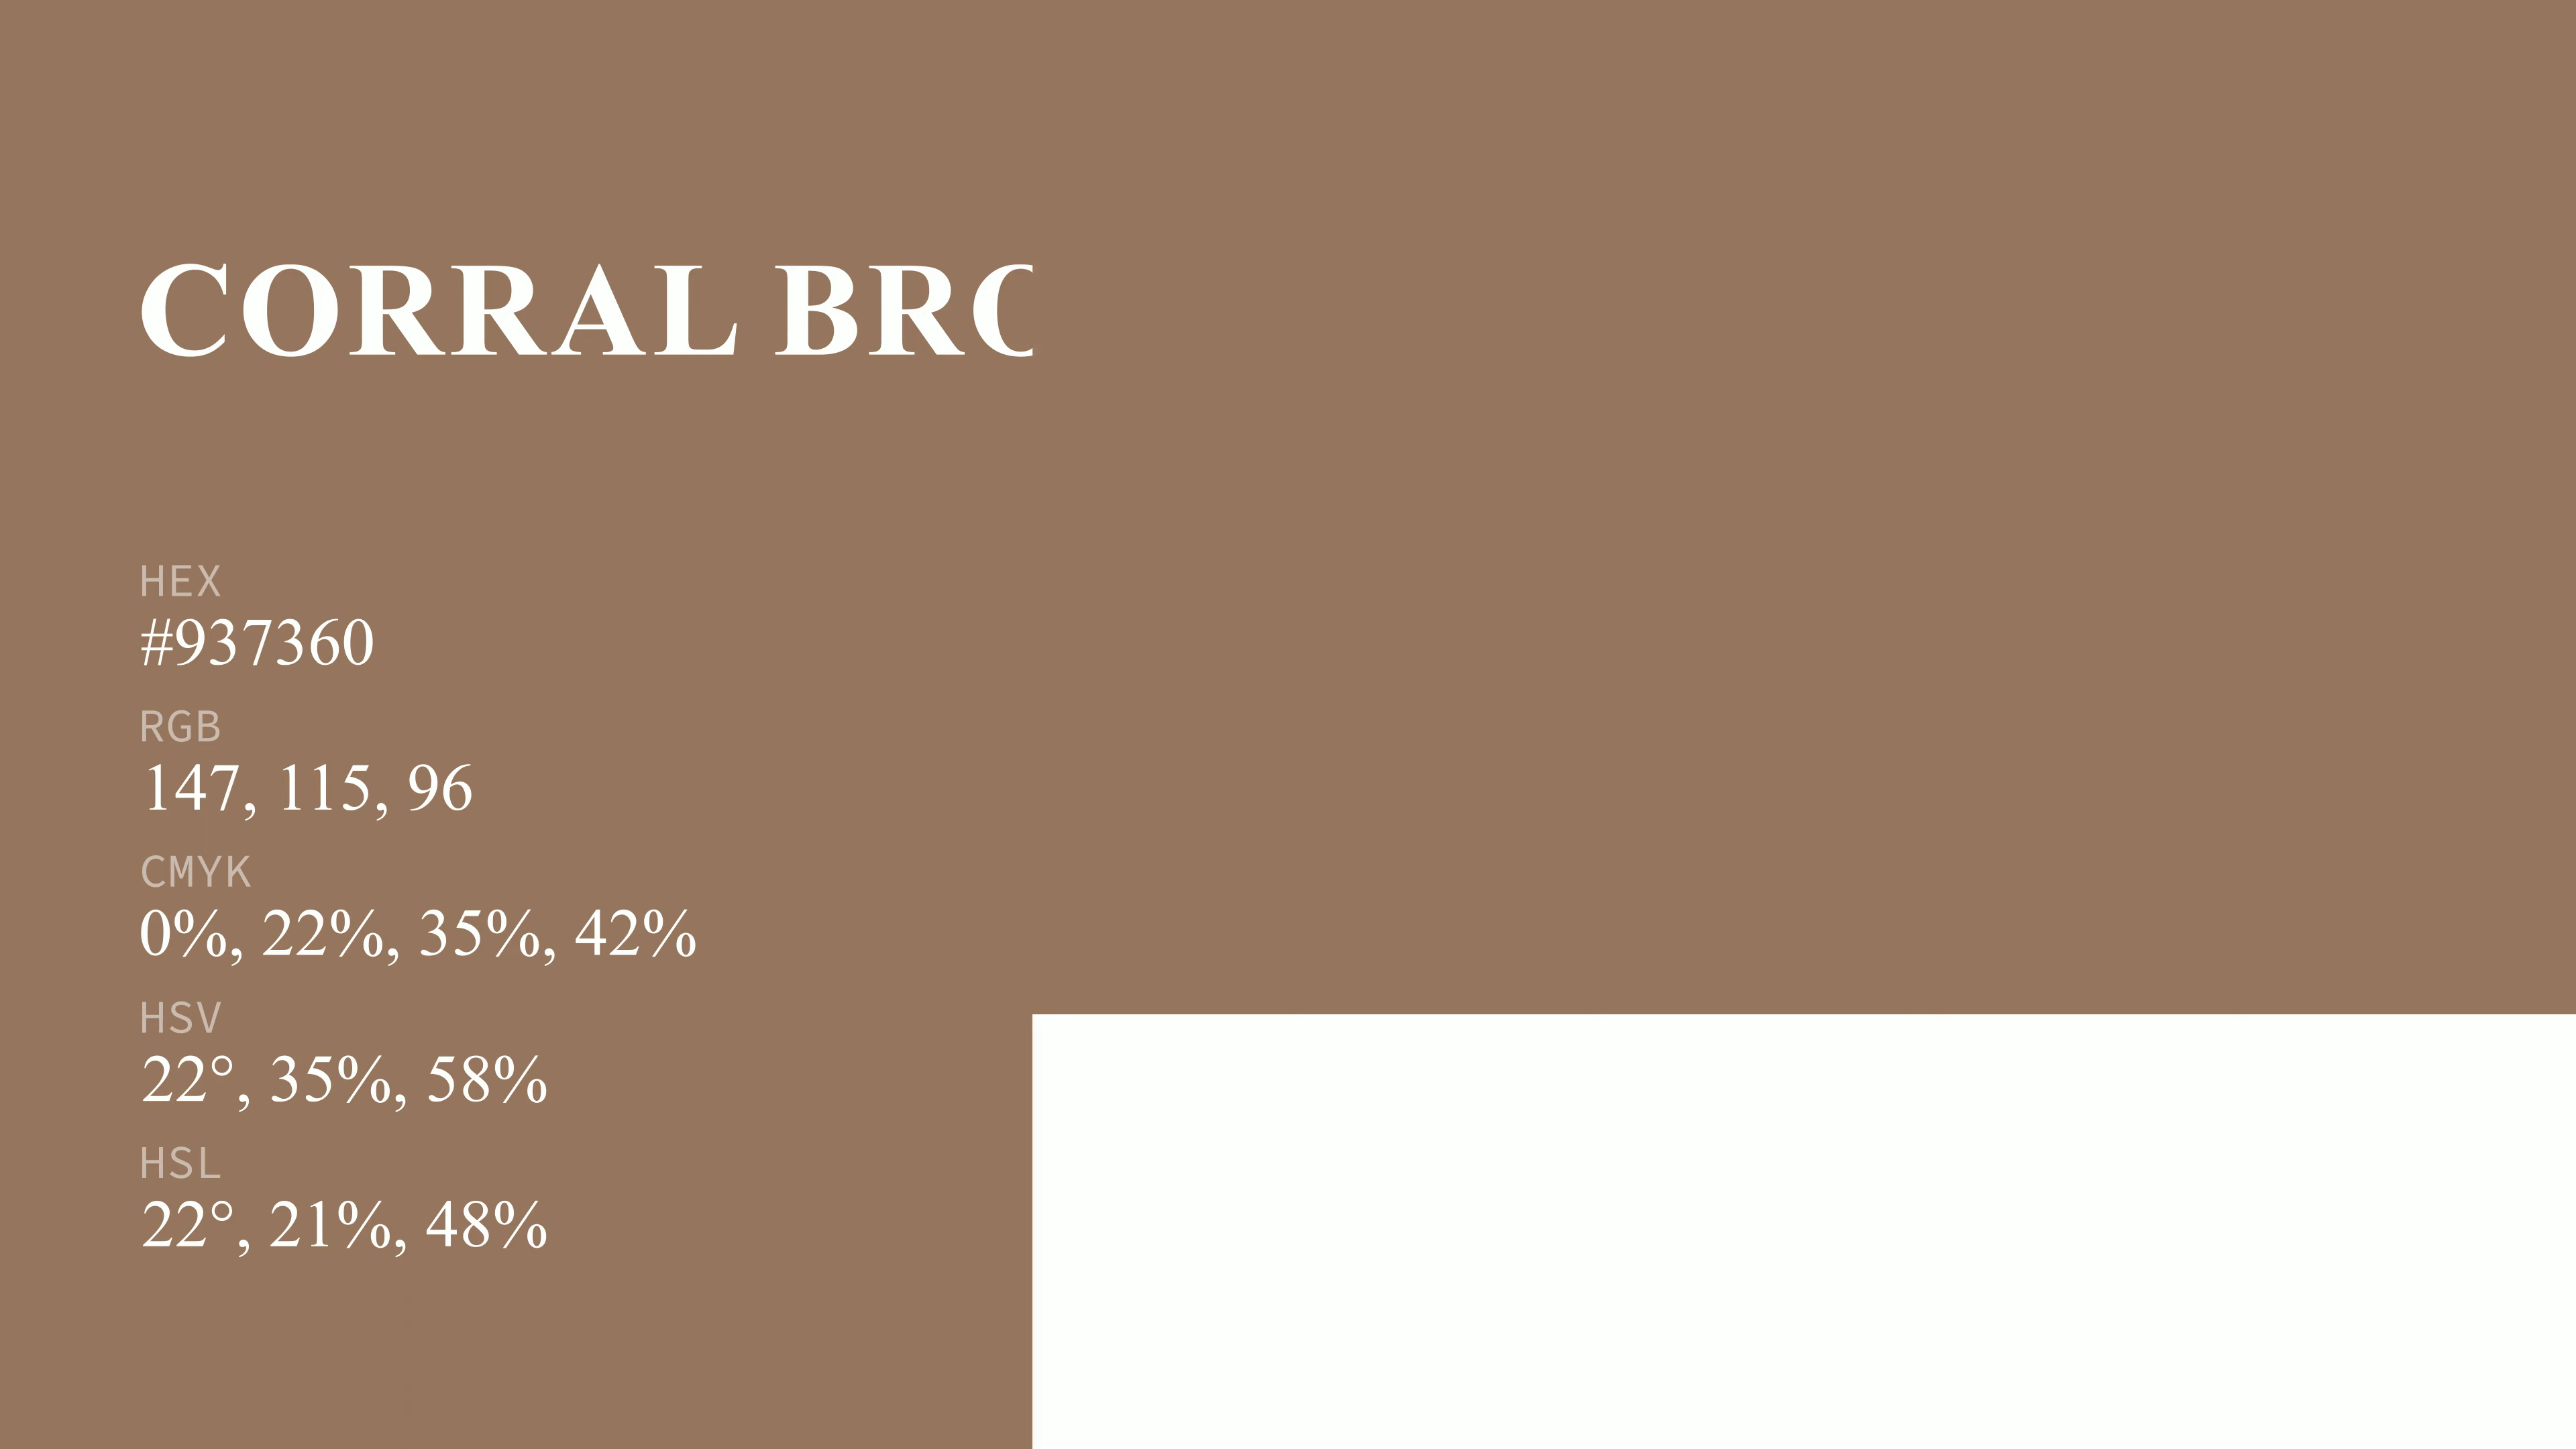 CORRAL BRO
HEX
#937360
RGB
147, 115, 96
CMYK
0%, 22%, 35%, 42%
HSV
22°, 35%, 58%
HSL
22°, 21%, 48%